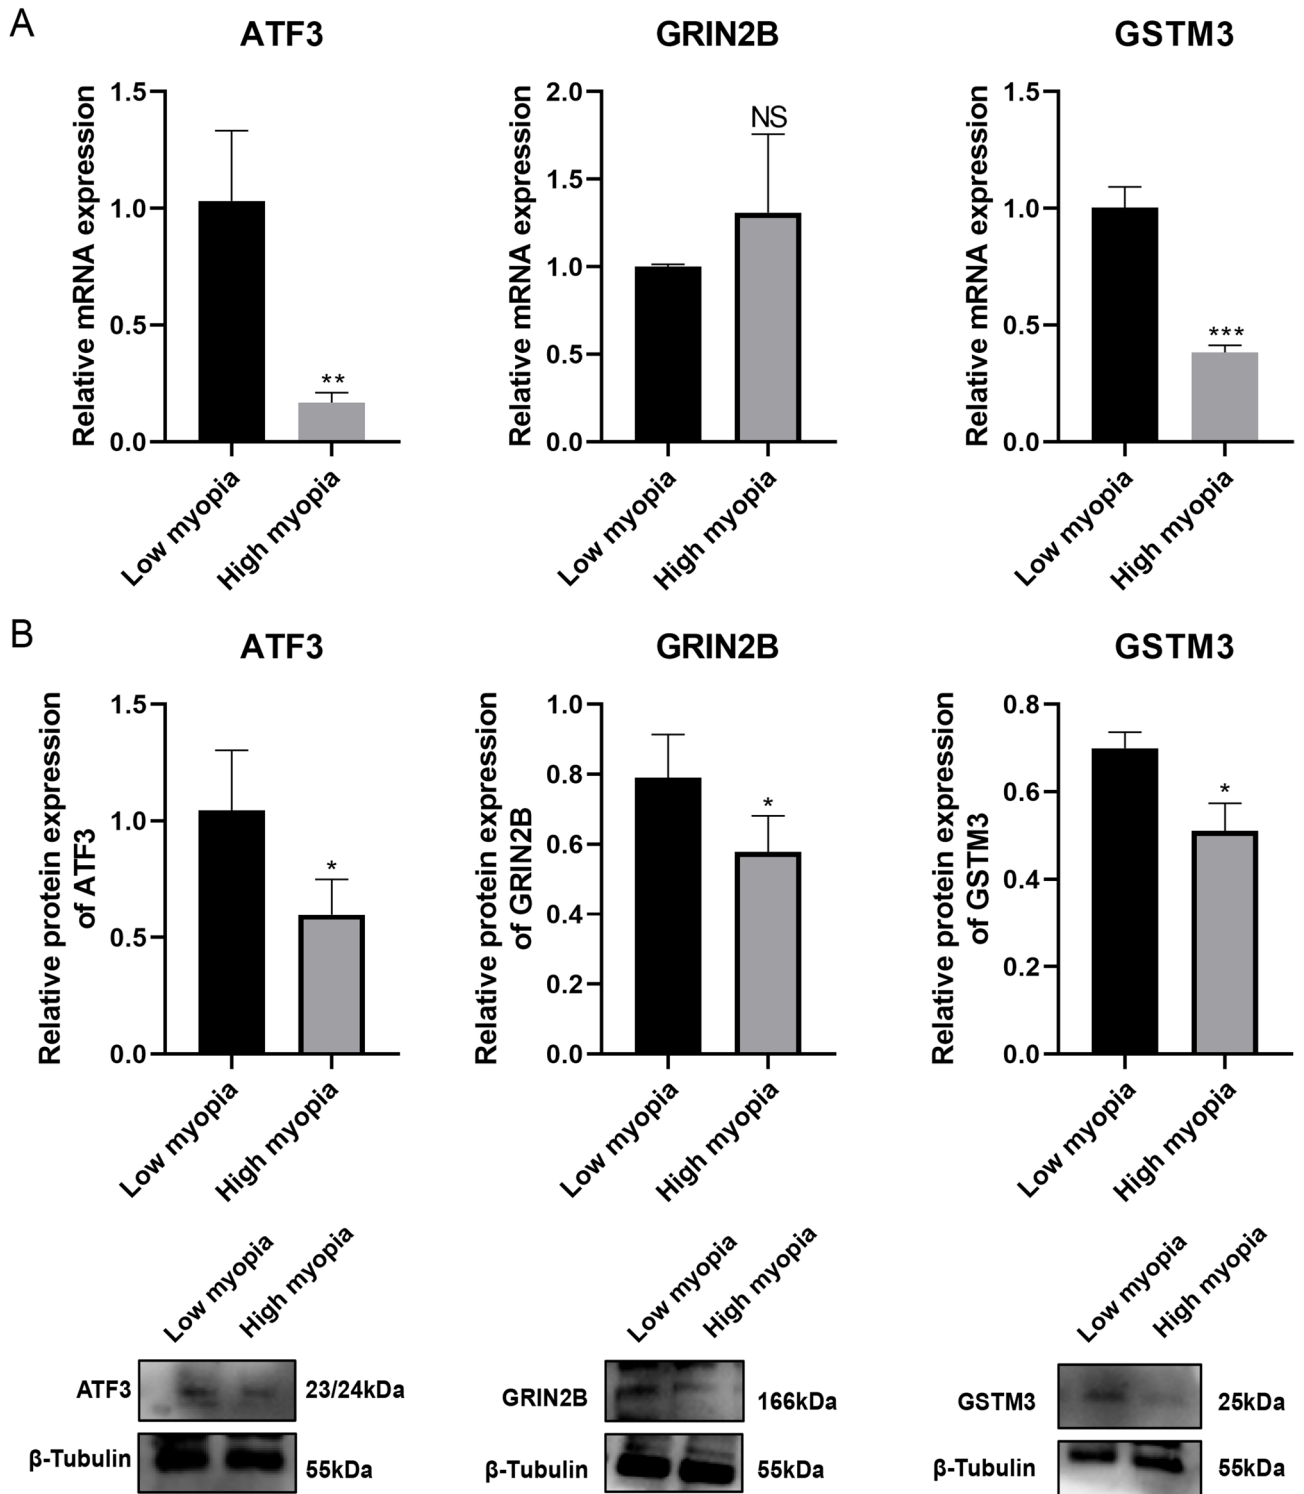 A
ATF3
GRIN2B
GSTM3
Relative mRNA expression
1.5
1.0
0.5
0.0
**
Low myopia
High myopia
Relative mRNA expression
2.0
1.5
1.0
0.5
0.0
NS
Low myopia
High myopia
Relative mRNA expression
1.5
1.0
0.5
0.0
***
Low myopia
High myopia
B
ATF3
GRIN2B
GSTM3
Relative protein expression
of ATF3
1.5
1.0
0.5
0.0
*
Low myopia
High myopia
Relative protein expression
of GRIN2B
1.0
0.8
0.6
0.4
0.2
0.0
*
Low myopia
High myopia
Relative protein expression
of GSTM3
0.8
0.6
0.4
0.2
0.0
*
Low myopia
High myopia
Low myopia
High myopia
ATF3
23/24kDa
β-Tubulin
55kDa
Low myopia
High myopia
GRIN2B
166kDa
β-Tubulin
55kDa
Low myopia
High myopia
GSTM3
25kDa
β-Tubulin
55kDa